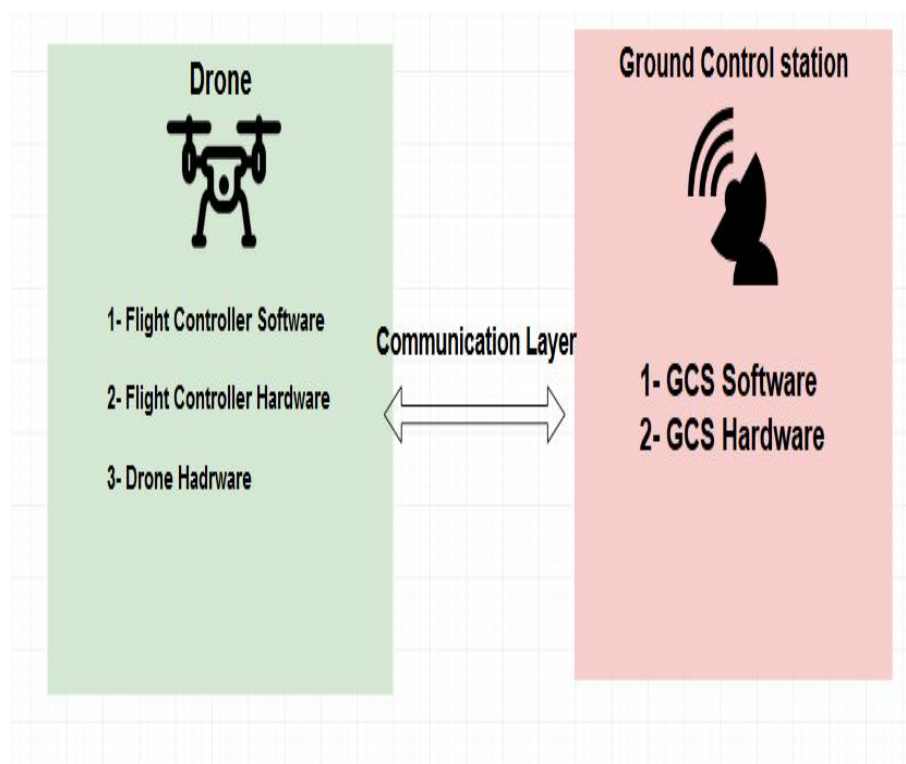 Drone
1- Flight Controller Software
2- Flight Controller Hardware
3- Drone Hadrware
Communication Layer
Ground Control station
1- GCS Software
2- GCS Hardware